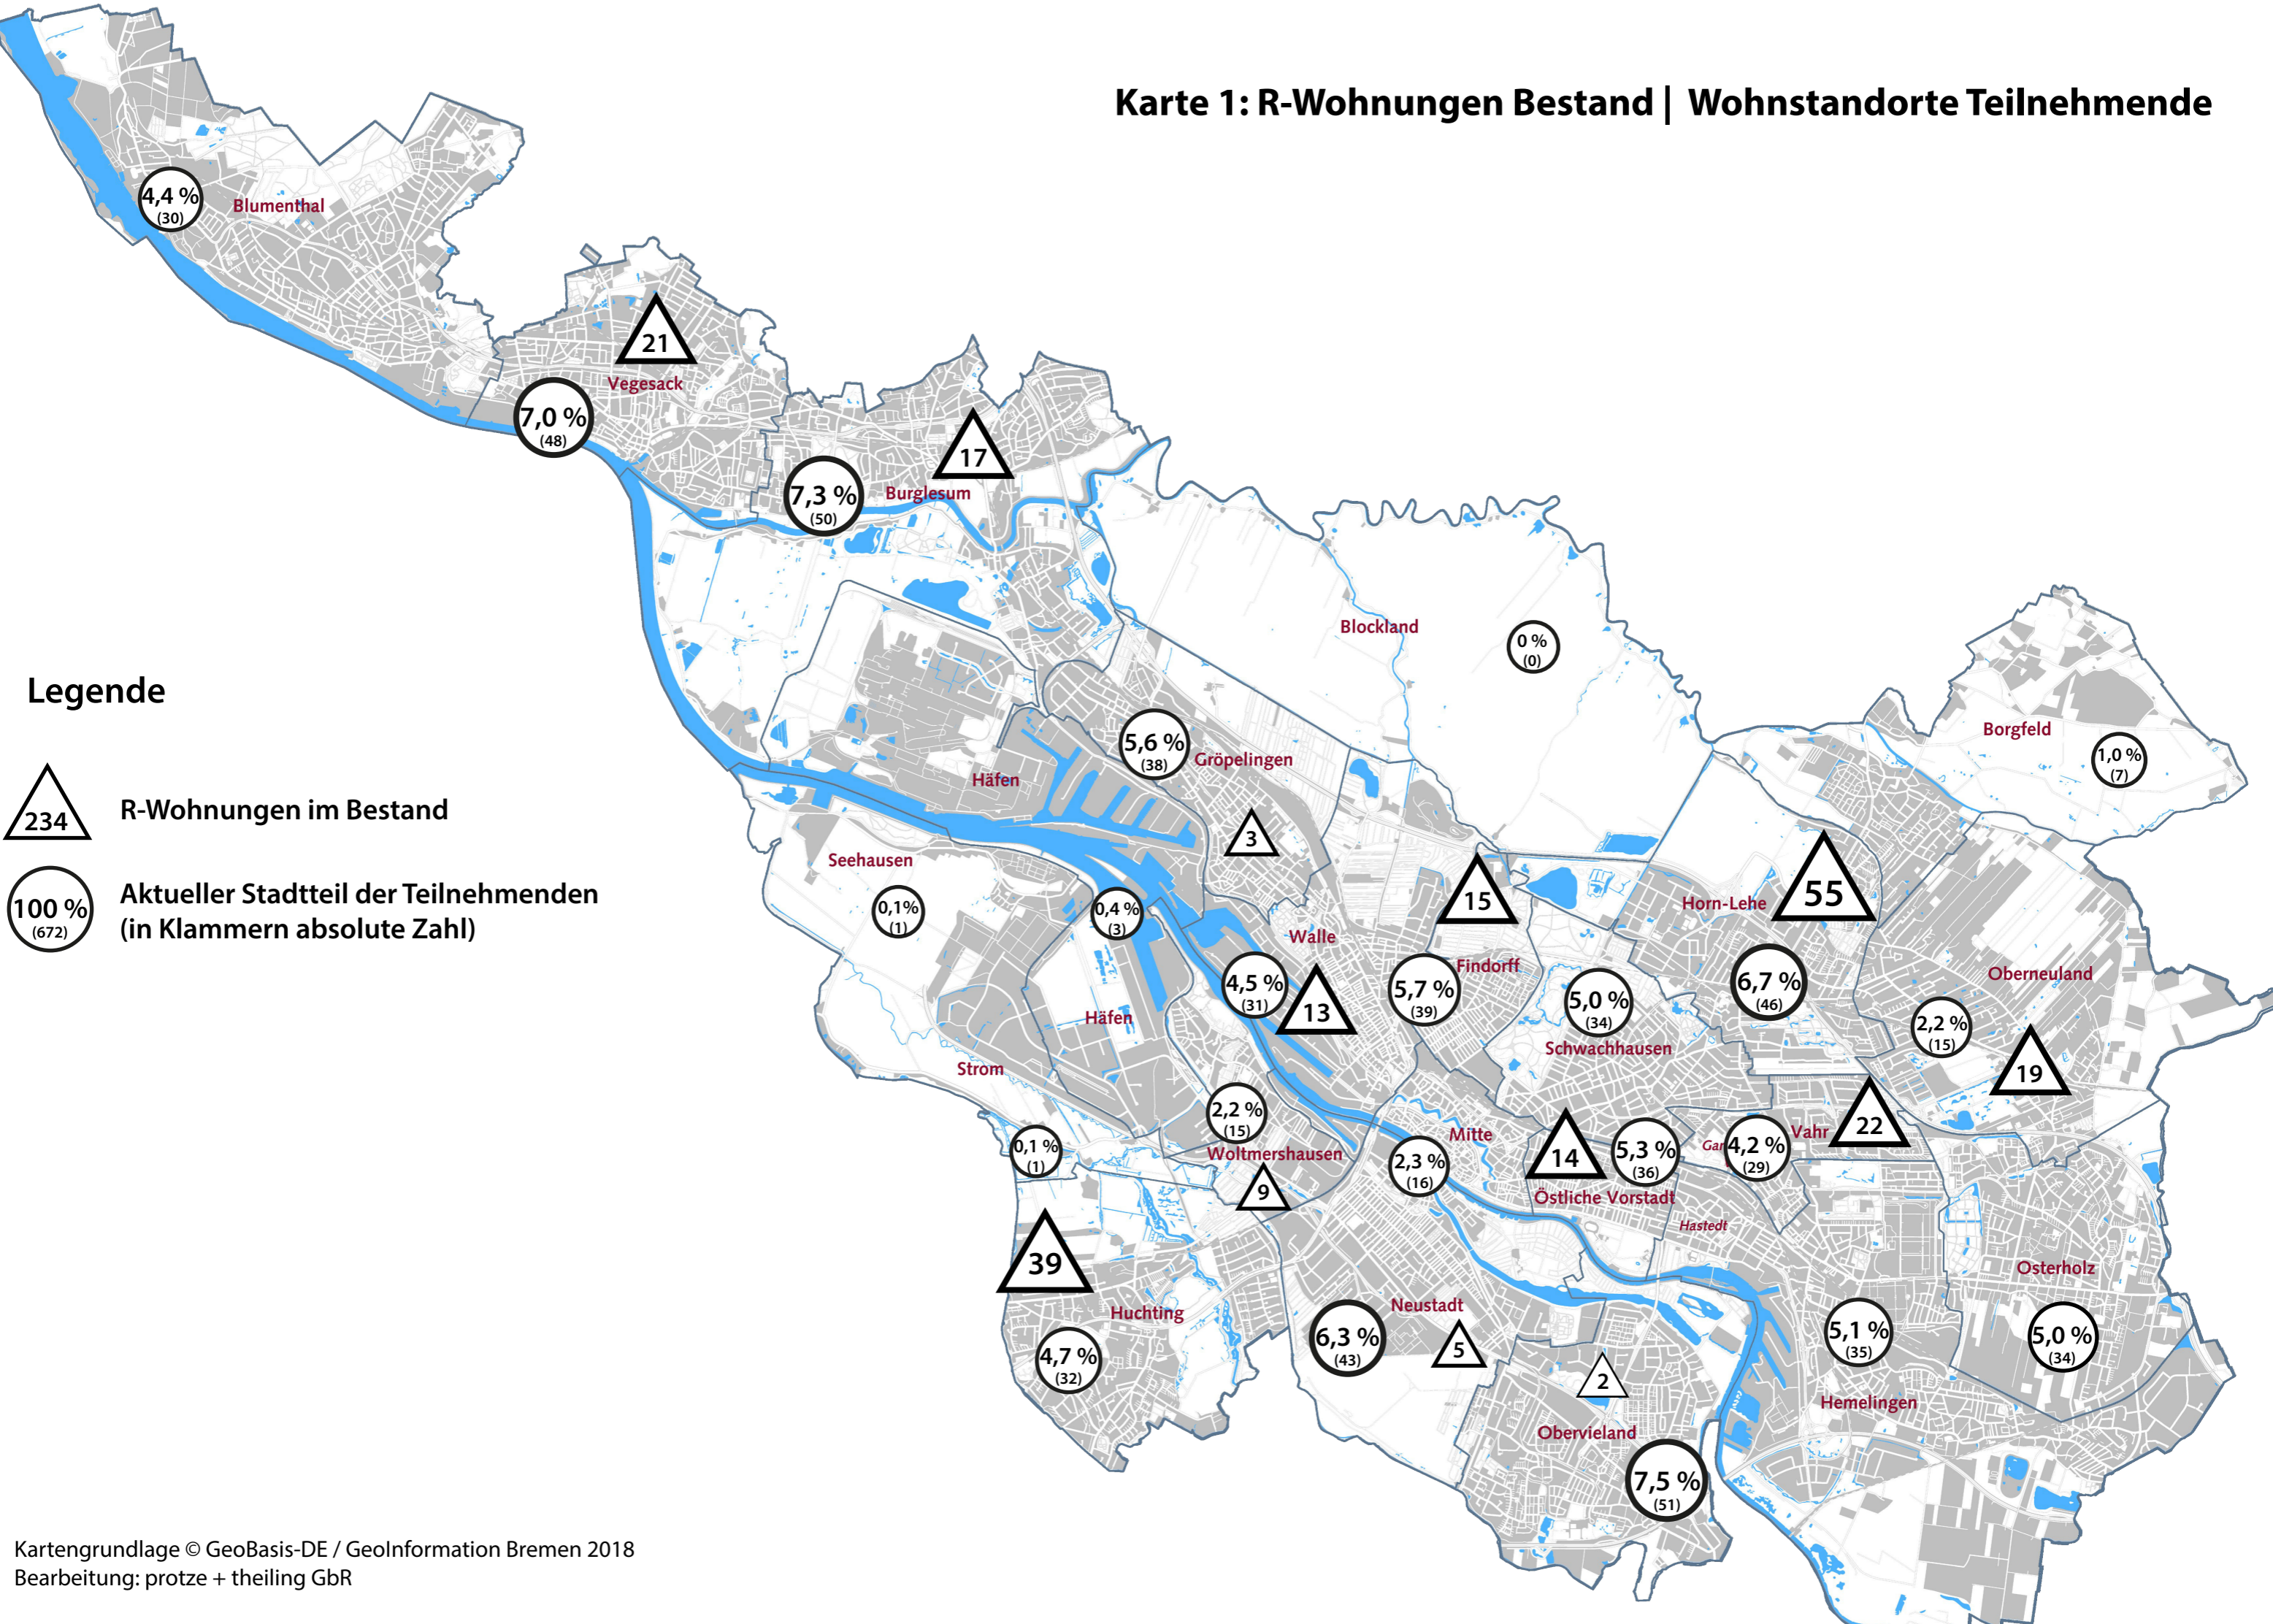 Karte 1: R-Wohnungen Bestand | Wohnstandorte Teilnehmende
4,4 %
(30)
Blumenthal
21
Vegesack
7,0 %
(48)
17
7,3 %
(50)
Burglesum
Blockland
0 %
(0)
Legende
234
R-Wohnungen im Bestand
100 %
(672)
Aktueller Stadtteil der Teilnehmenden
(in Klammern absolute Zahl)
Borgfeld
1,0 %
(7)
5,6 %
(38)
Gröpelingen
Häfen
3
Seehausen
0,1%
(1)
0,4 %
(3)
15
Horn-Lehe
55
Walle
4,5 %
(31)
13
5,7 %
(39)
Findorff
5,0 %
(34)
Schwachhausen
6,7 %
(46)
Oberneuland
2,2 %
(15)
19
Häfen
Strom
0,1 %
(1)
2,2 %
(15)
Woltmershausen
9
Mitte
2,3 %
(16)
14
5,3 %
(36)
Östliche Vorstadt
Gar
4,2 %
(29)
Vahr
22
Hastedt
39
Huchting
4,7 %
(32)
6,3 %
(43)
Neustadt
5
2
Obervieland
7,5 %
(51)
5,1 %
(35)
Hemelingen
Osterholz
5,0 %
(34)
Kartengrundlage © GeoBasis-DE / GeoInformation Bremen 2018
Bearbeitung: protze + theiling GbR